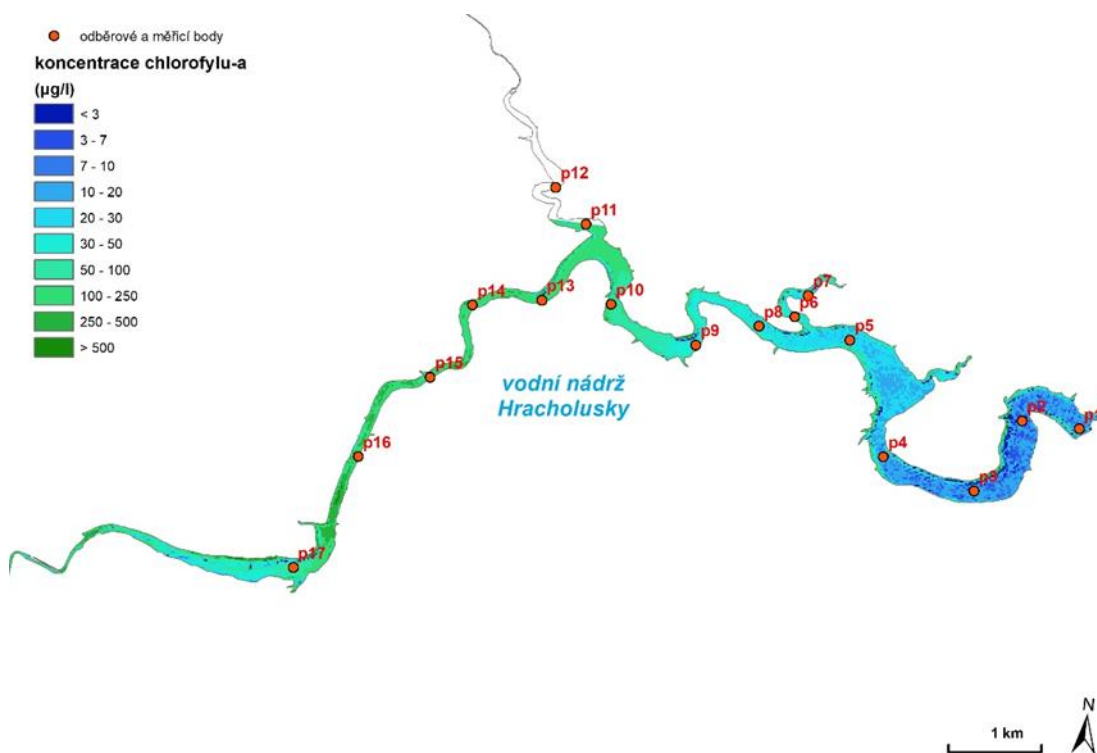 odběrové a měřicí body
koncentrace chlorofylu-a
(µg/l)
< 3
3 - 7
7 - 10
10 - 20
20 - 30
30 - 50
50 - 100
100 - 250
250 - 500
> 500
p12
p11
p7
p14
p13
p10
p6
p8
p9
p5
p15
vodní nádrž
Hracholusky
p2
p1
p16
p4
p3
p17
N
1 km